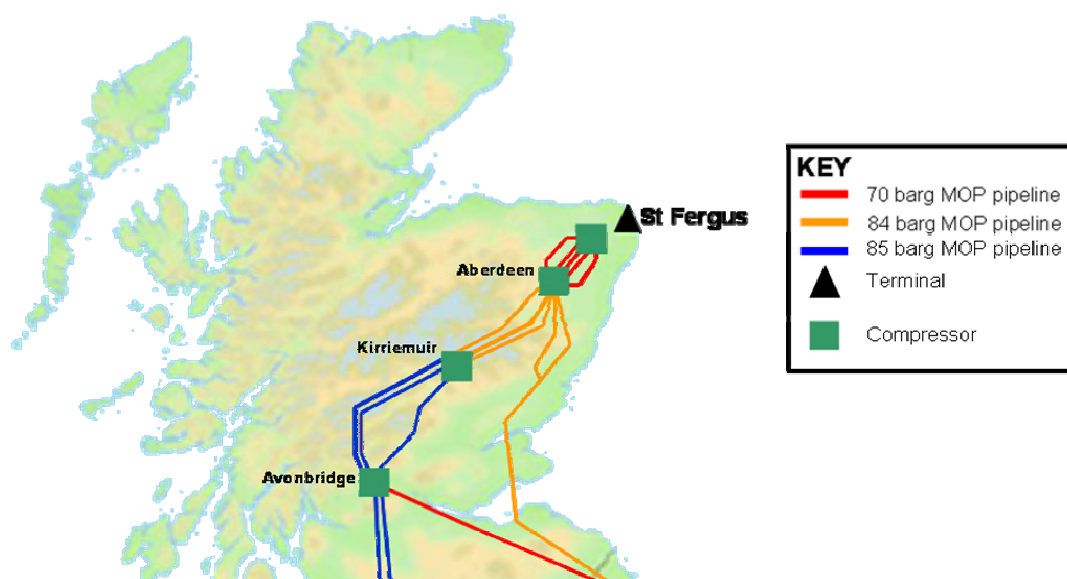 KEY
70 barg MOP pipeline
84 barg MOP pipeline
85 barg MOP pipeline
Terminal
Compressor
St Fergus
Aberdeen
Kirriemuir
Avonbridge